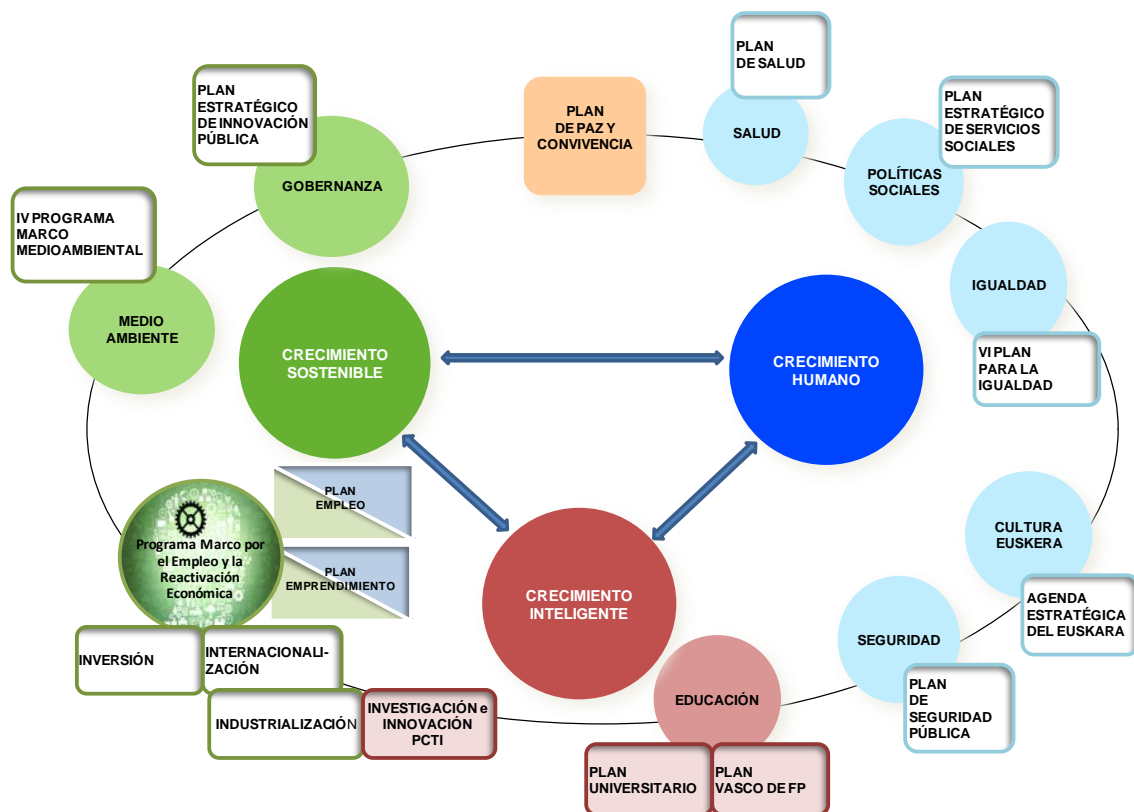 PLAN
DE SALUD
PLAN
ESTRATÉGICO
DE INNOVACIÓN
PÚBLICA
PLAN
DE PAZ Y
CONVIVENCIA
SALUD
PLAN
ESTRATÉGICO
DE SERVICIOS
SOCIALES
GOBERNANZA
POLÍTICAS
SOCIALES
IV PROGRAMA
MARCO
MEDIOAMBIENTAL
IGUALDAD
MEDIO
AMBIENTE
CRECIMIENTO
SOSTENIBLE
CRECIMIENTO
HUMANO
VI PLAN
PARA LA
IGUALDAD
PLAN
EMPLEO
Programa Marco por
el Empleo y la
Reactivación
Económica
PLAN
EMPRENDIMIENTO
CRECIMIENTO
INTELIGENTE
CULTURA
EUSKERA
AGENDA
ESTRATÉGICA
DEL EUSKARA
SEGURIDAD
PLAN
DE
SEGURIDAD
PÚBLICA
INVERSIÓN
INTERNACIONALI-
ZACIÓN
INDUSTRIALIZACIÓN
INVESTIGACIÓN e
INNOVACIÓN
PCTI
EDUCACIÓN
PLAN
UNIVERSITARIO
PLAN
VASCO DE FP